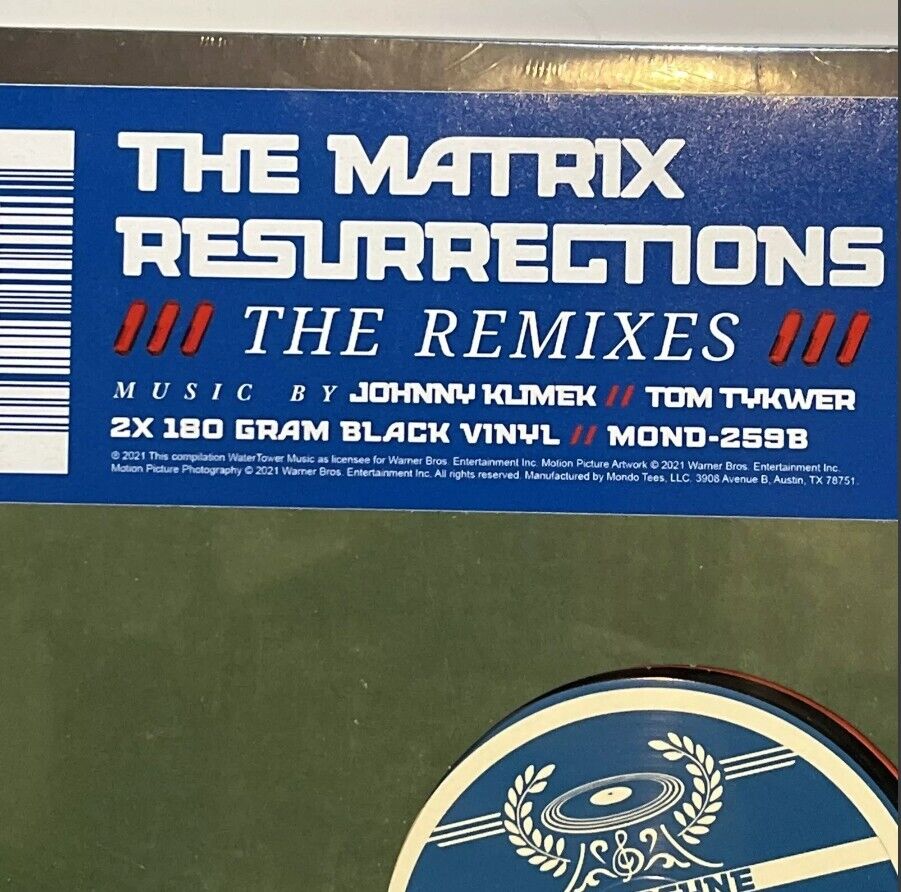 THE MATRIX
RESURRECTIONS
/// THE REMIXES ///
MUSIC BY JOHNNY KLIMEK // TOM TYKWER
2X 180 GRAM BLACK VINYL // MOND-259B
℗ 2021 This compilation WaterTower Music as licensee for Warner Bros. Entertainment Inc. Motion Picture Artwork © 2021 Warner Bros. Entertainment Inc.
Motion Picture Photography © 2021 Warner Bros. Entertainment Inc. All rights reserved. Manufactured by Mondo Tees, LLC. 3908 Avenue B, Austin, TX 78751.